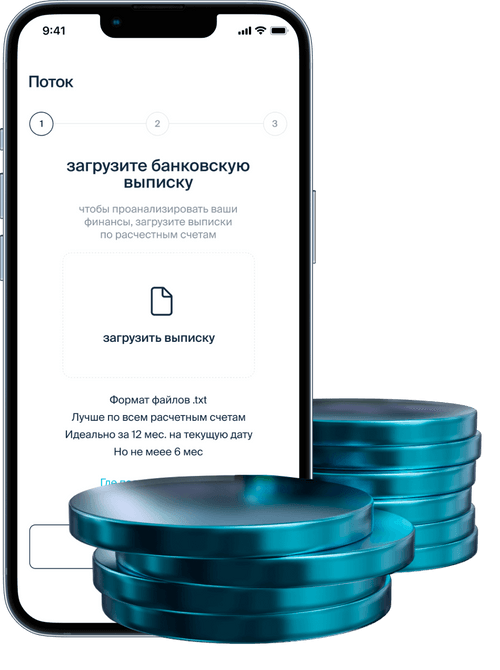 9:41
Поток
1 2 3
загрузите банковскую
выписку
чтобы проанализировать ваши
финансы, загрузите выписки
по расчестным счетам
загрузить выписку
Формат файлов .txt
Лучше по всем расчетным счетам
Идеально за 12 мес. на текущую дату
Но не меее 6 мес
Где